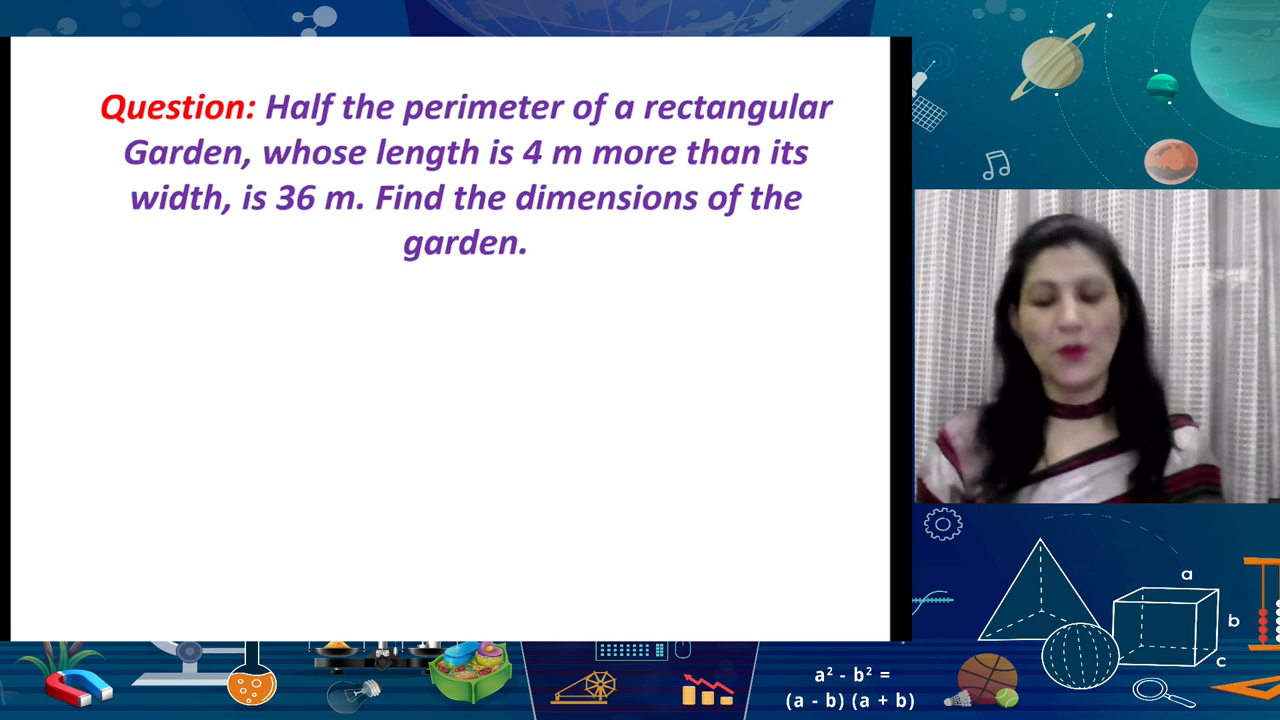 Question: Half the perimeter of a rectangular
Garden, whose length is 4 m more than its
width, is 36 m. Find the dimensions of the
garden.
a
b
c
a² - b² =
(a - b) (a + b)